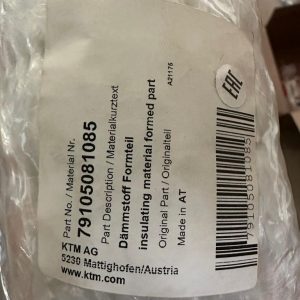 Part No. / Material Nr.
79105081085
Part Description / Materialkurztext
Dämmstoff Formteil
insulating material formed part
Original Part / Originalteil
Made in AT
KTM AG
5230 Mattighofen/Austria
www.ktm.com
A21176
EAC
79105081085